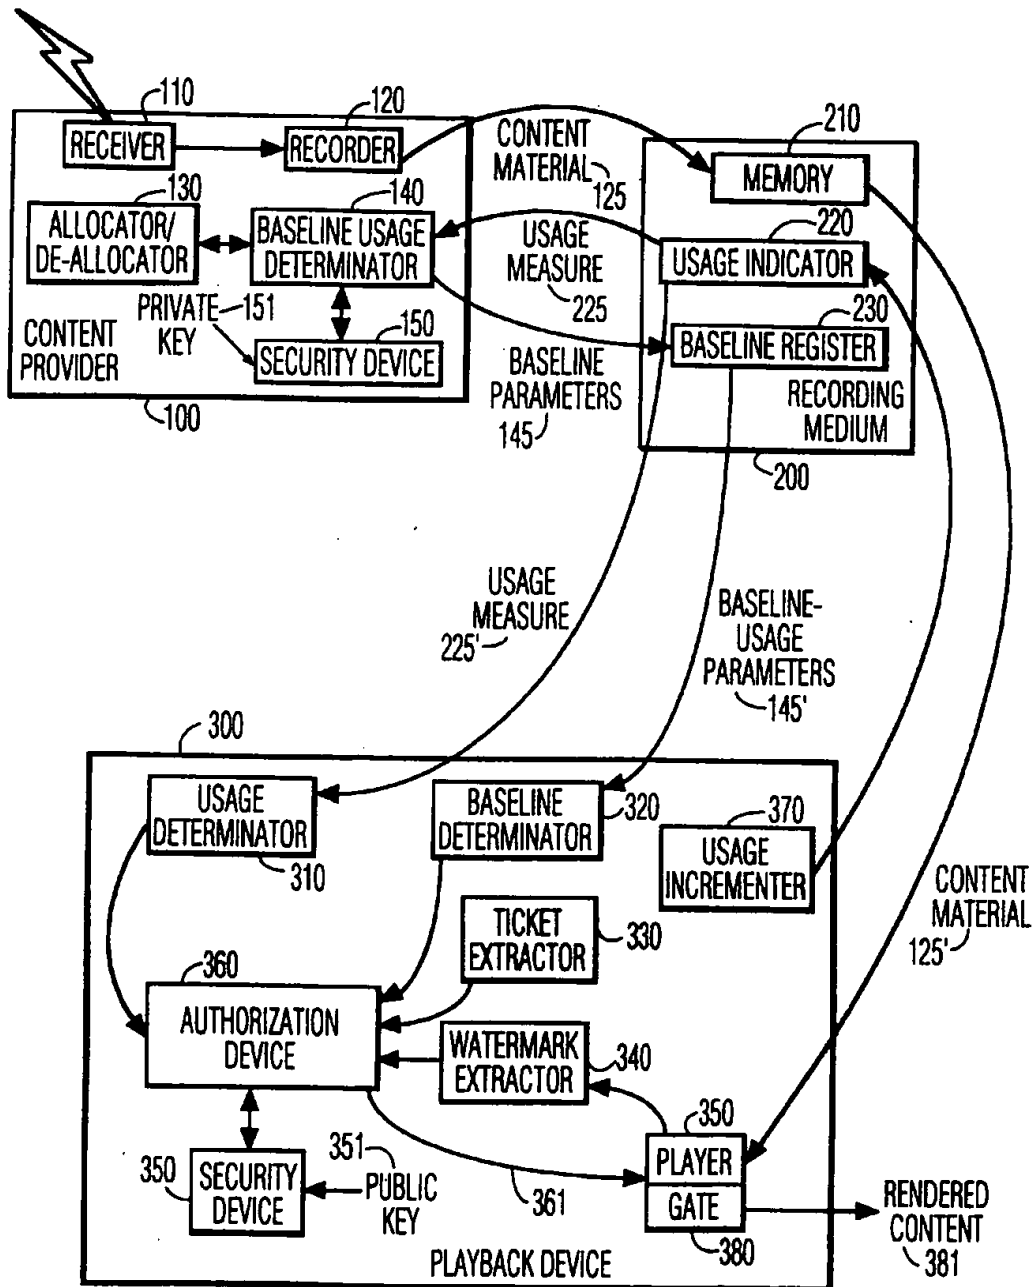 110
RECEIVER
120
RECORDER
130
ALLOCATOR/
DE-ALLOCATOR
140
BASELINE USAGE
DETERMINATOR
PRIVATE
KEY
151
150
SECURITY DEVICE
CONTENT
PROVIDER
100
CONTENT
MATERIAL
125
USAGE
MEASURE
225
BASELINE
PARAMETERS
145
210
MEMORY
220
USAGE INDICATOR
230
BASELINE REGISTER
RECORDING
MEDIUM
200
USAGE
MEASURE
225'
BASELINE-
USAGE
PARAMETERS
145'
300
USAGE
DETERMINATOR
310
BASELINE
DETERMINATOR
320
370
USAGE
INCREMENTER
TICKET
EXTRACTOR
330
360
AUTHORIZATION
DEVICE
WATERMARK
EXTRACTOR
340
CONTENT
MATERIAL
125'
350
SECURITY
DEVICE
351
PUBLIC
KEY
361
350
PLAYER
GATE
380
RENDERED
CONTENT
381
PLAYBACK DEVICE